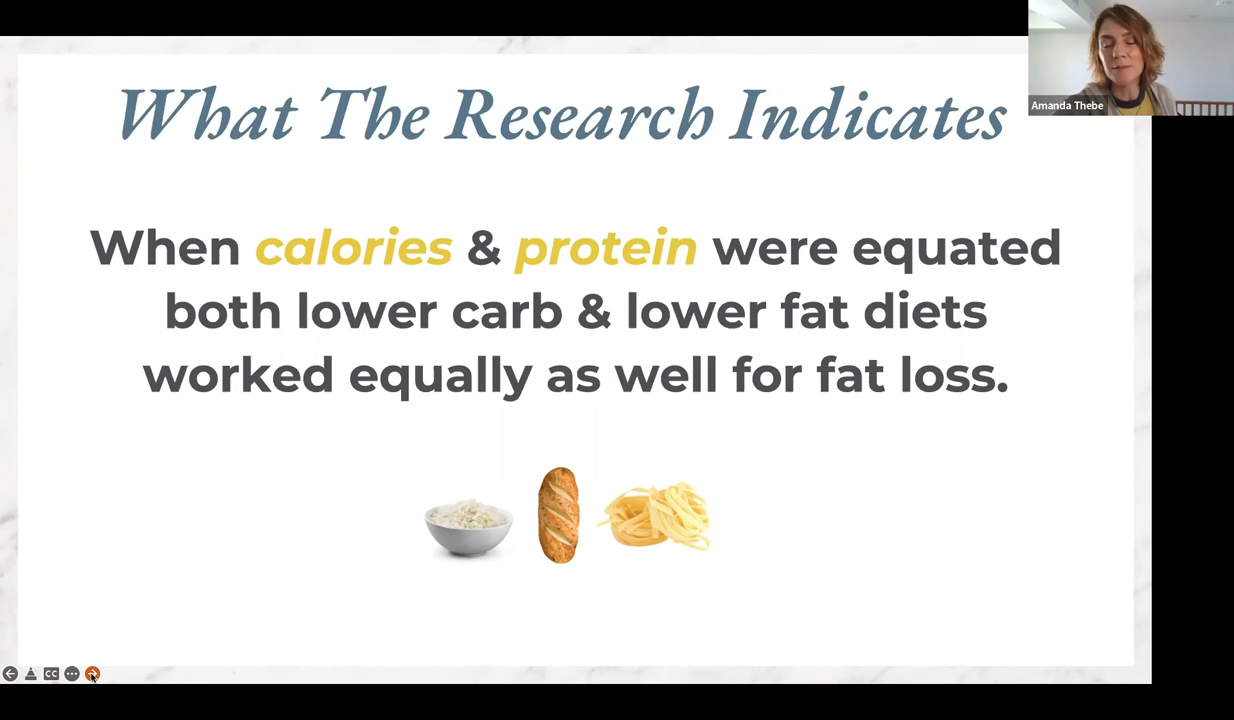 What The Research Indicates
Amanda Thebe
When calories & protein were equated
both lower carb & lower fat diets
worked equally as well for fat loss.
CC